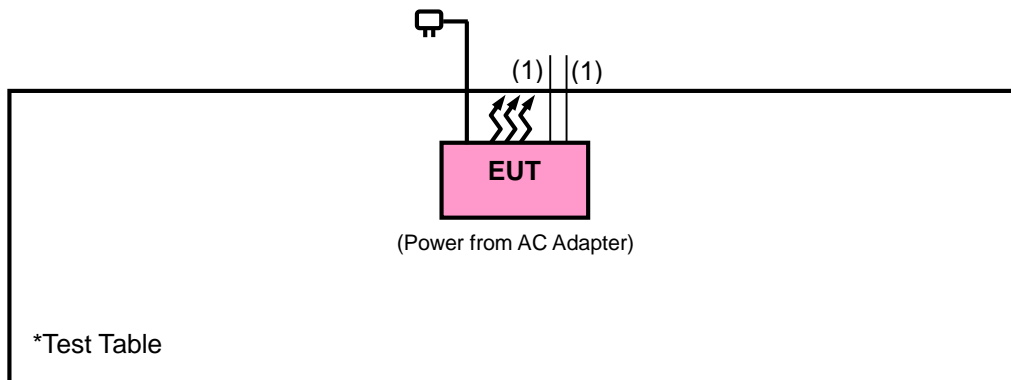 (1) (1)
EUT
(Power from AC Adapter)
*Test Table